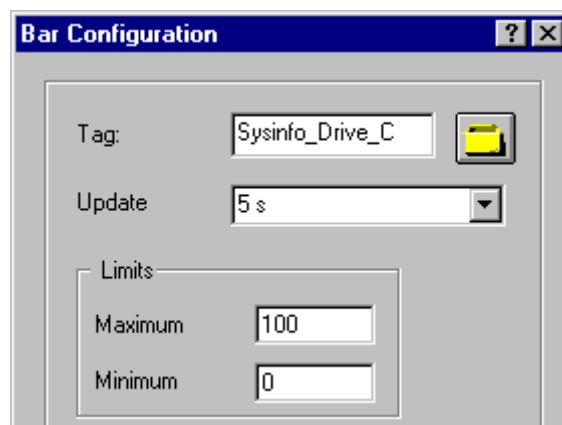 Bar Configuration
Tag: Sysinfo_Drive_C
Update 5 s
Limits
Maximum 100
Minimum 0